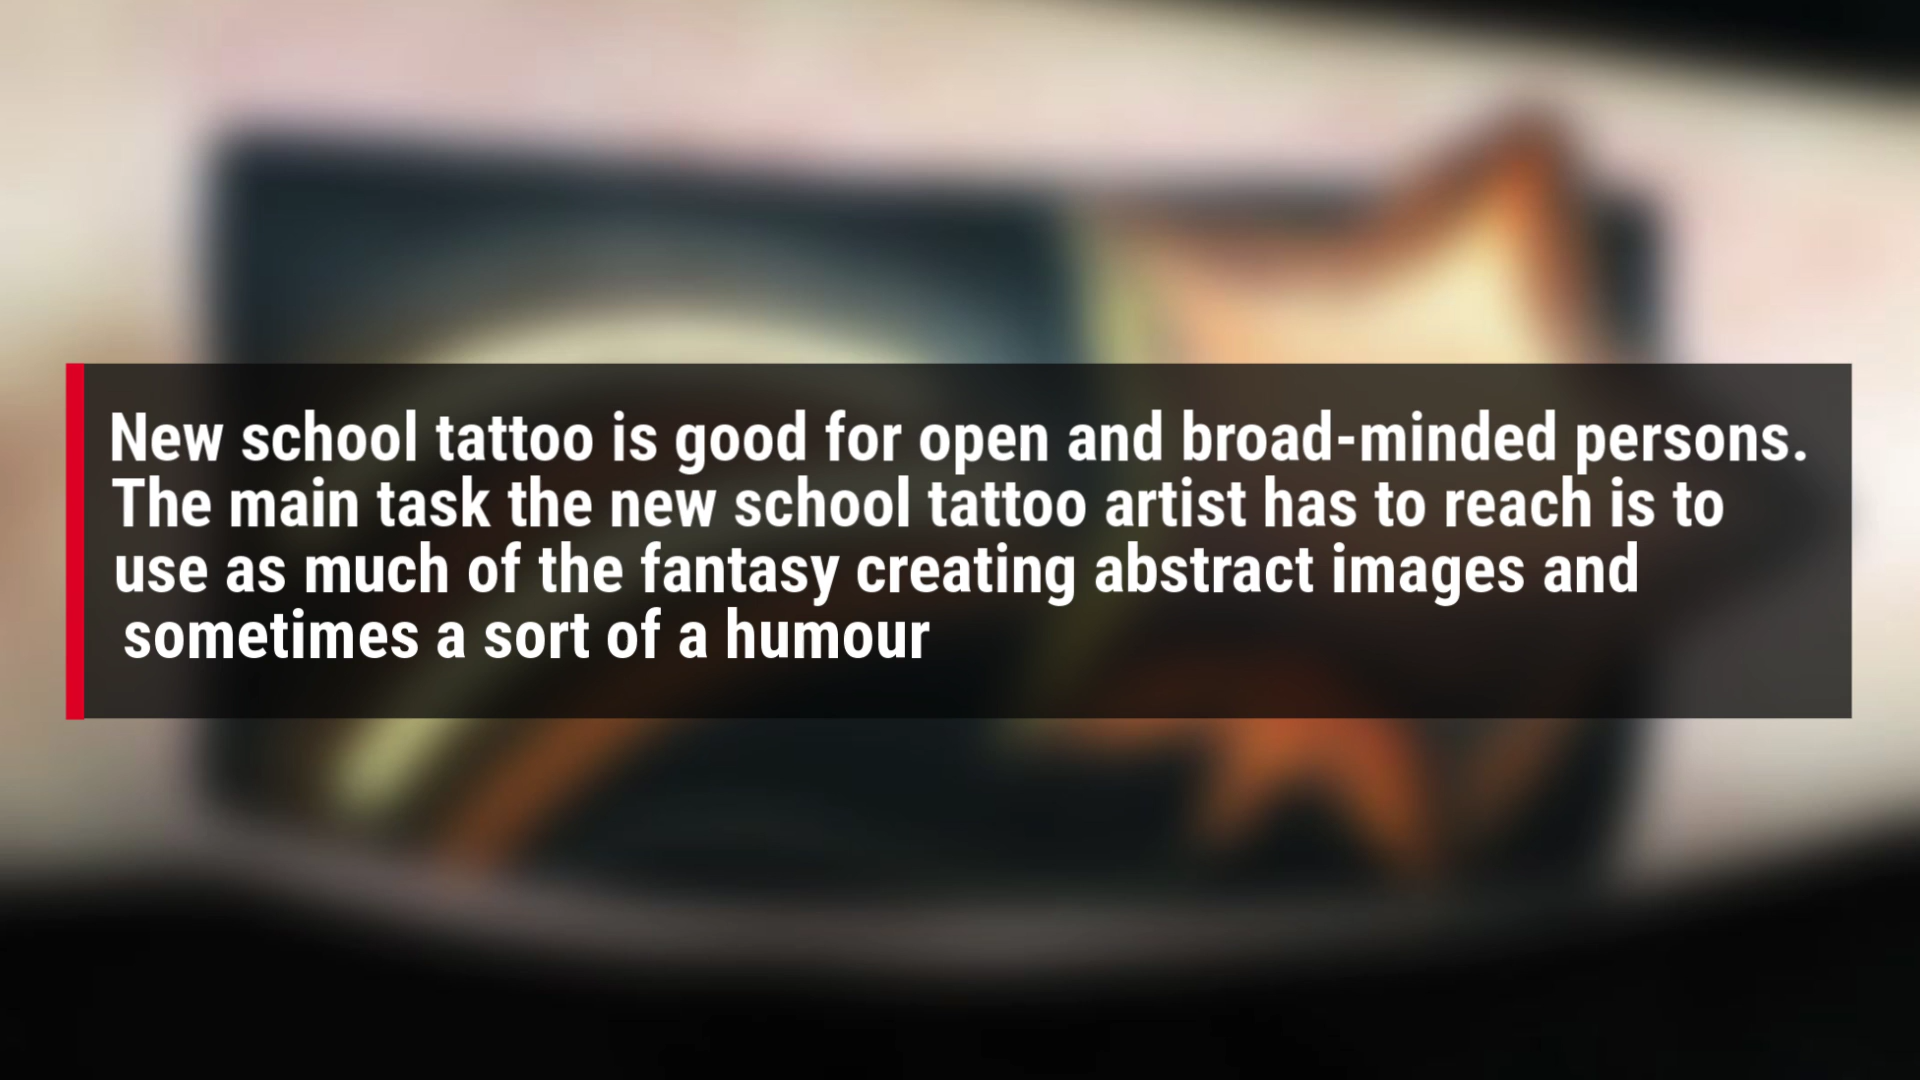 New school tattoo is good for open and broad-minded persons.
The main task the new school tattoo artist has to reach is to
use as much of the fantasy creating abstract images and
sometimes a sort of a humour